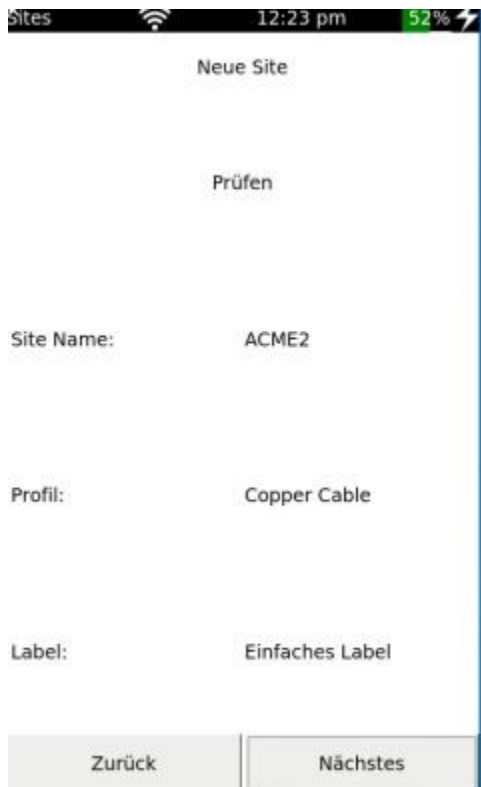 Sites 12:23 pm 52%
Neue Site
Prüfen
Site Name: ACME2
Profil: Copper Cable
Label: Einfaches Label
Zurück Nächstes